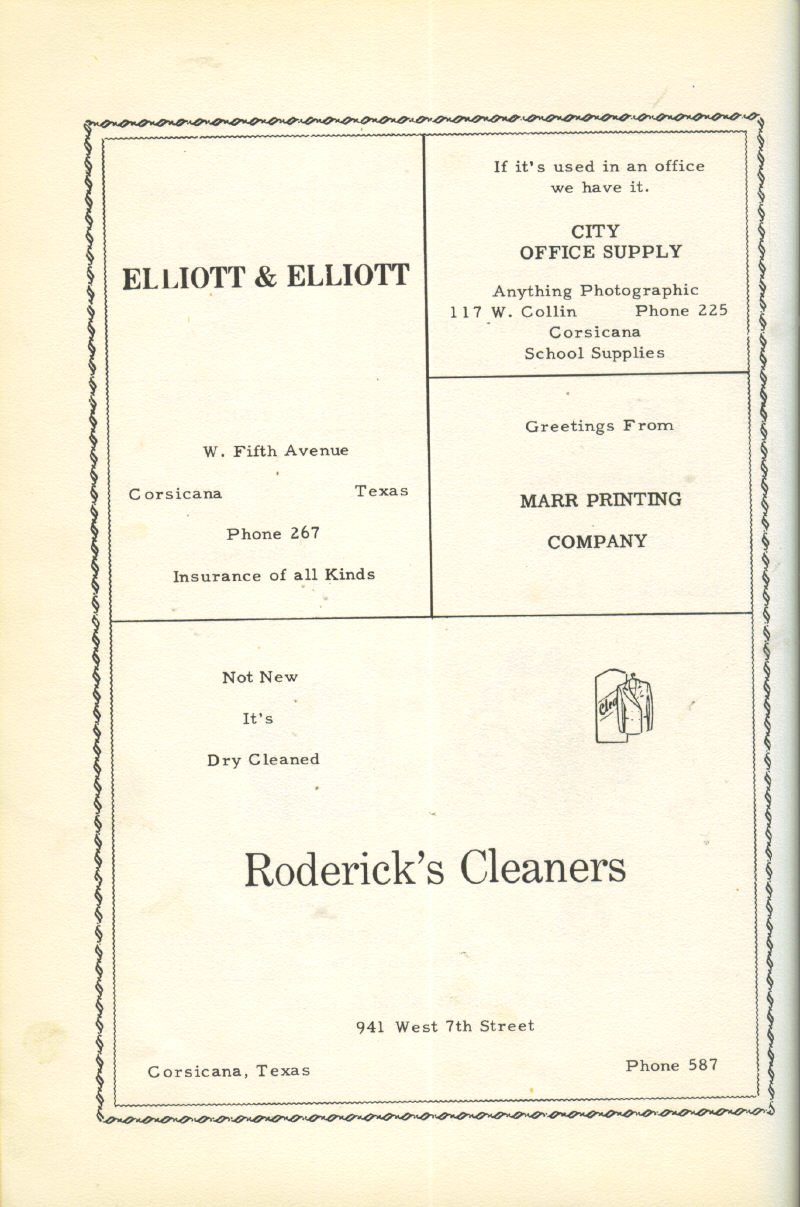 ELLIOTT & ELLIOTT
W. Fifth Avenue
Corsicana Texas
Phone 267
Insurance of all Kinds
If it's used in an office
we have it.
CITY
OFFICE SUPPLY
Anything Photographic
117 W. Collin Phone 225
Corsicana
School Supplies
Greetings From
MARR PRINTING
COMPANY
Not New
It's
Dry Cleaned
Clea
Roderick's Cleaners
941 West 7th Street
Corsicana, Texas Phone 587